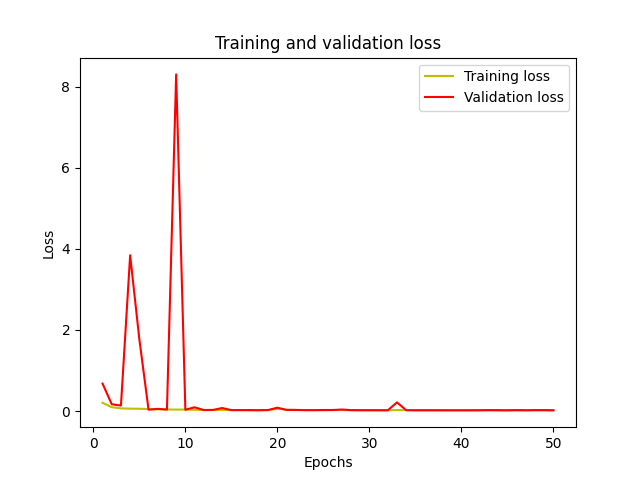 Training and validation loss
Training loss
Validation loss
Loss
8
6
4
2
0
0 10 20 30 40 50
Epochs